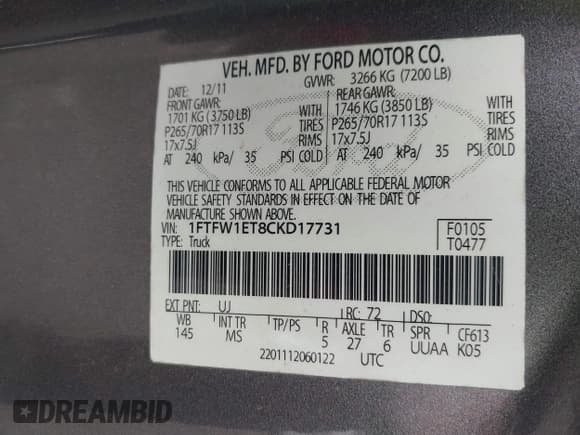 VEH. MFD. BY FORD MOTOR CO.
DATE: 12/11 GVWR: 3266 KG (7200 LB)
FRONT GAWR: REAR GAWR:
1701 KG (3750 LB) WITH 1746 KG (3850 LB) WITH
P265/70R17 113S TIRES P265/70R17 113S TIRES
17x7.5J RIMS 17x7.5J RIMS
AT 240 kPa/ 35 PSI COLD AT 240 kPa/ 35 PSI COLD
THIS VEHICLE CONFORMS TO ALL APPLICABLE FEDERAL MOTOR
VEHICLE SAFETY STANDARDS IN EFFECT ON THE DATE OF
MANUFACTURE SHOWN ABOVE.
VIN: 1FTFW1ET8CKD17731 F0105
TYPE: Truck T0477
EXT PNT: UJ RC: 72 DSO:
WB INT TR TP/PS R AXLE TR SPR CF613
145 MS 5 27 6 UUAA K05
2201112060122 UTC
DREAMBID